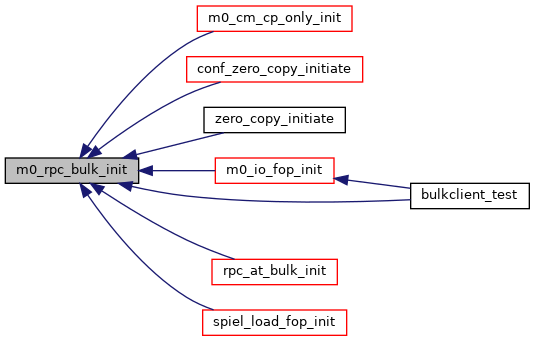 m0_cm_cp_only_init
conf_zero_copy_initiate
zero_copy_initiate
m0_rpc_bulk_init
m0_io_fop_init
bulkclient_test
rpc_at_bulk_init
spiel_load_fop_init